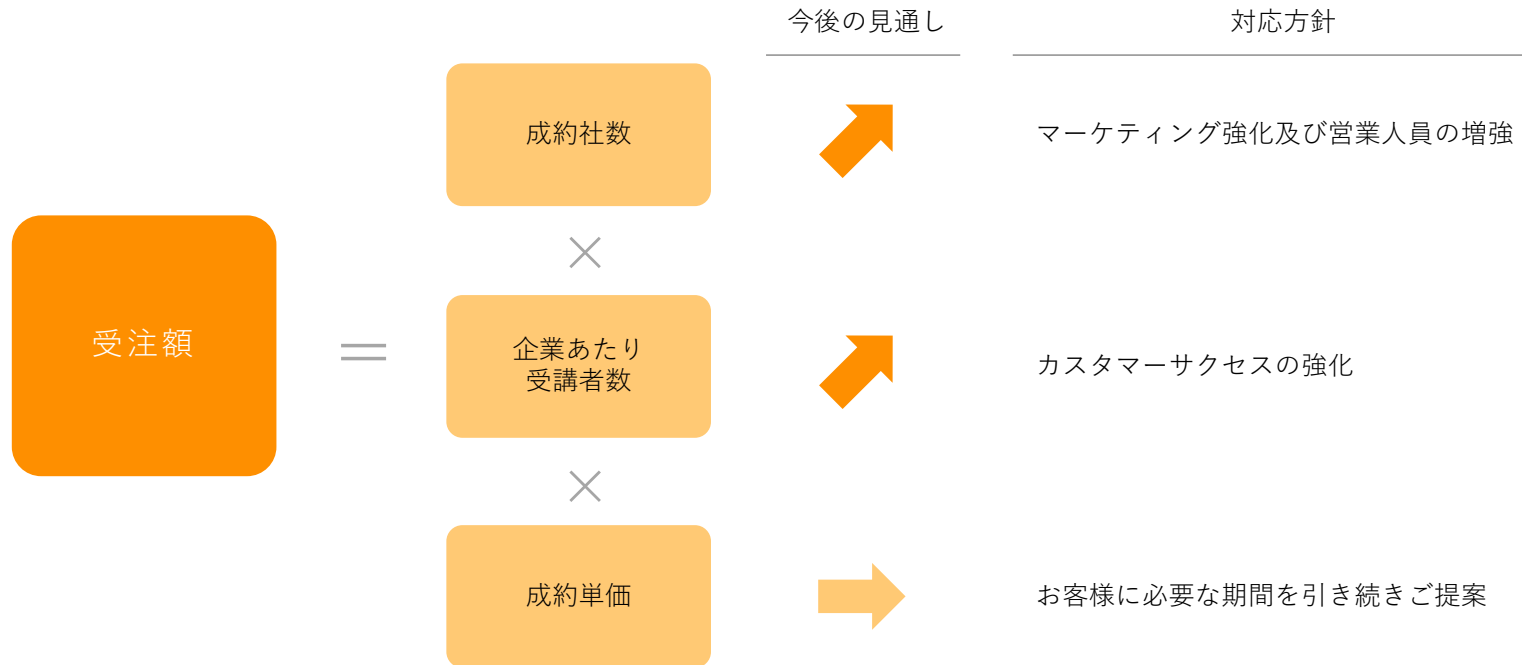 今後の見通し
対応方針
成約社数
マーケティング強化及び営業人員の増強
×
受注額
=
企業あたり
受講者数
カスタマーサクセスの強化
×
成約単価
お客様に必要な期間を引き続きご提案